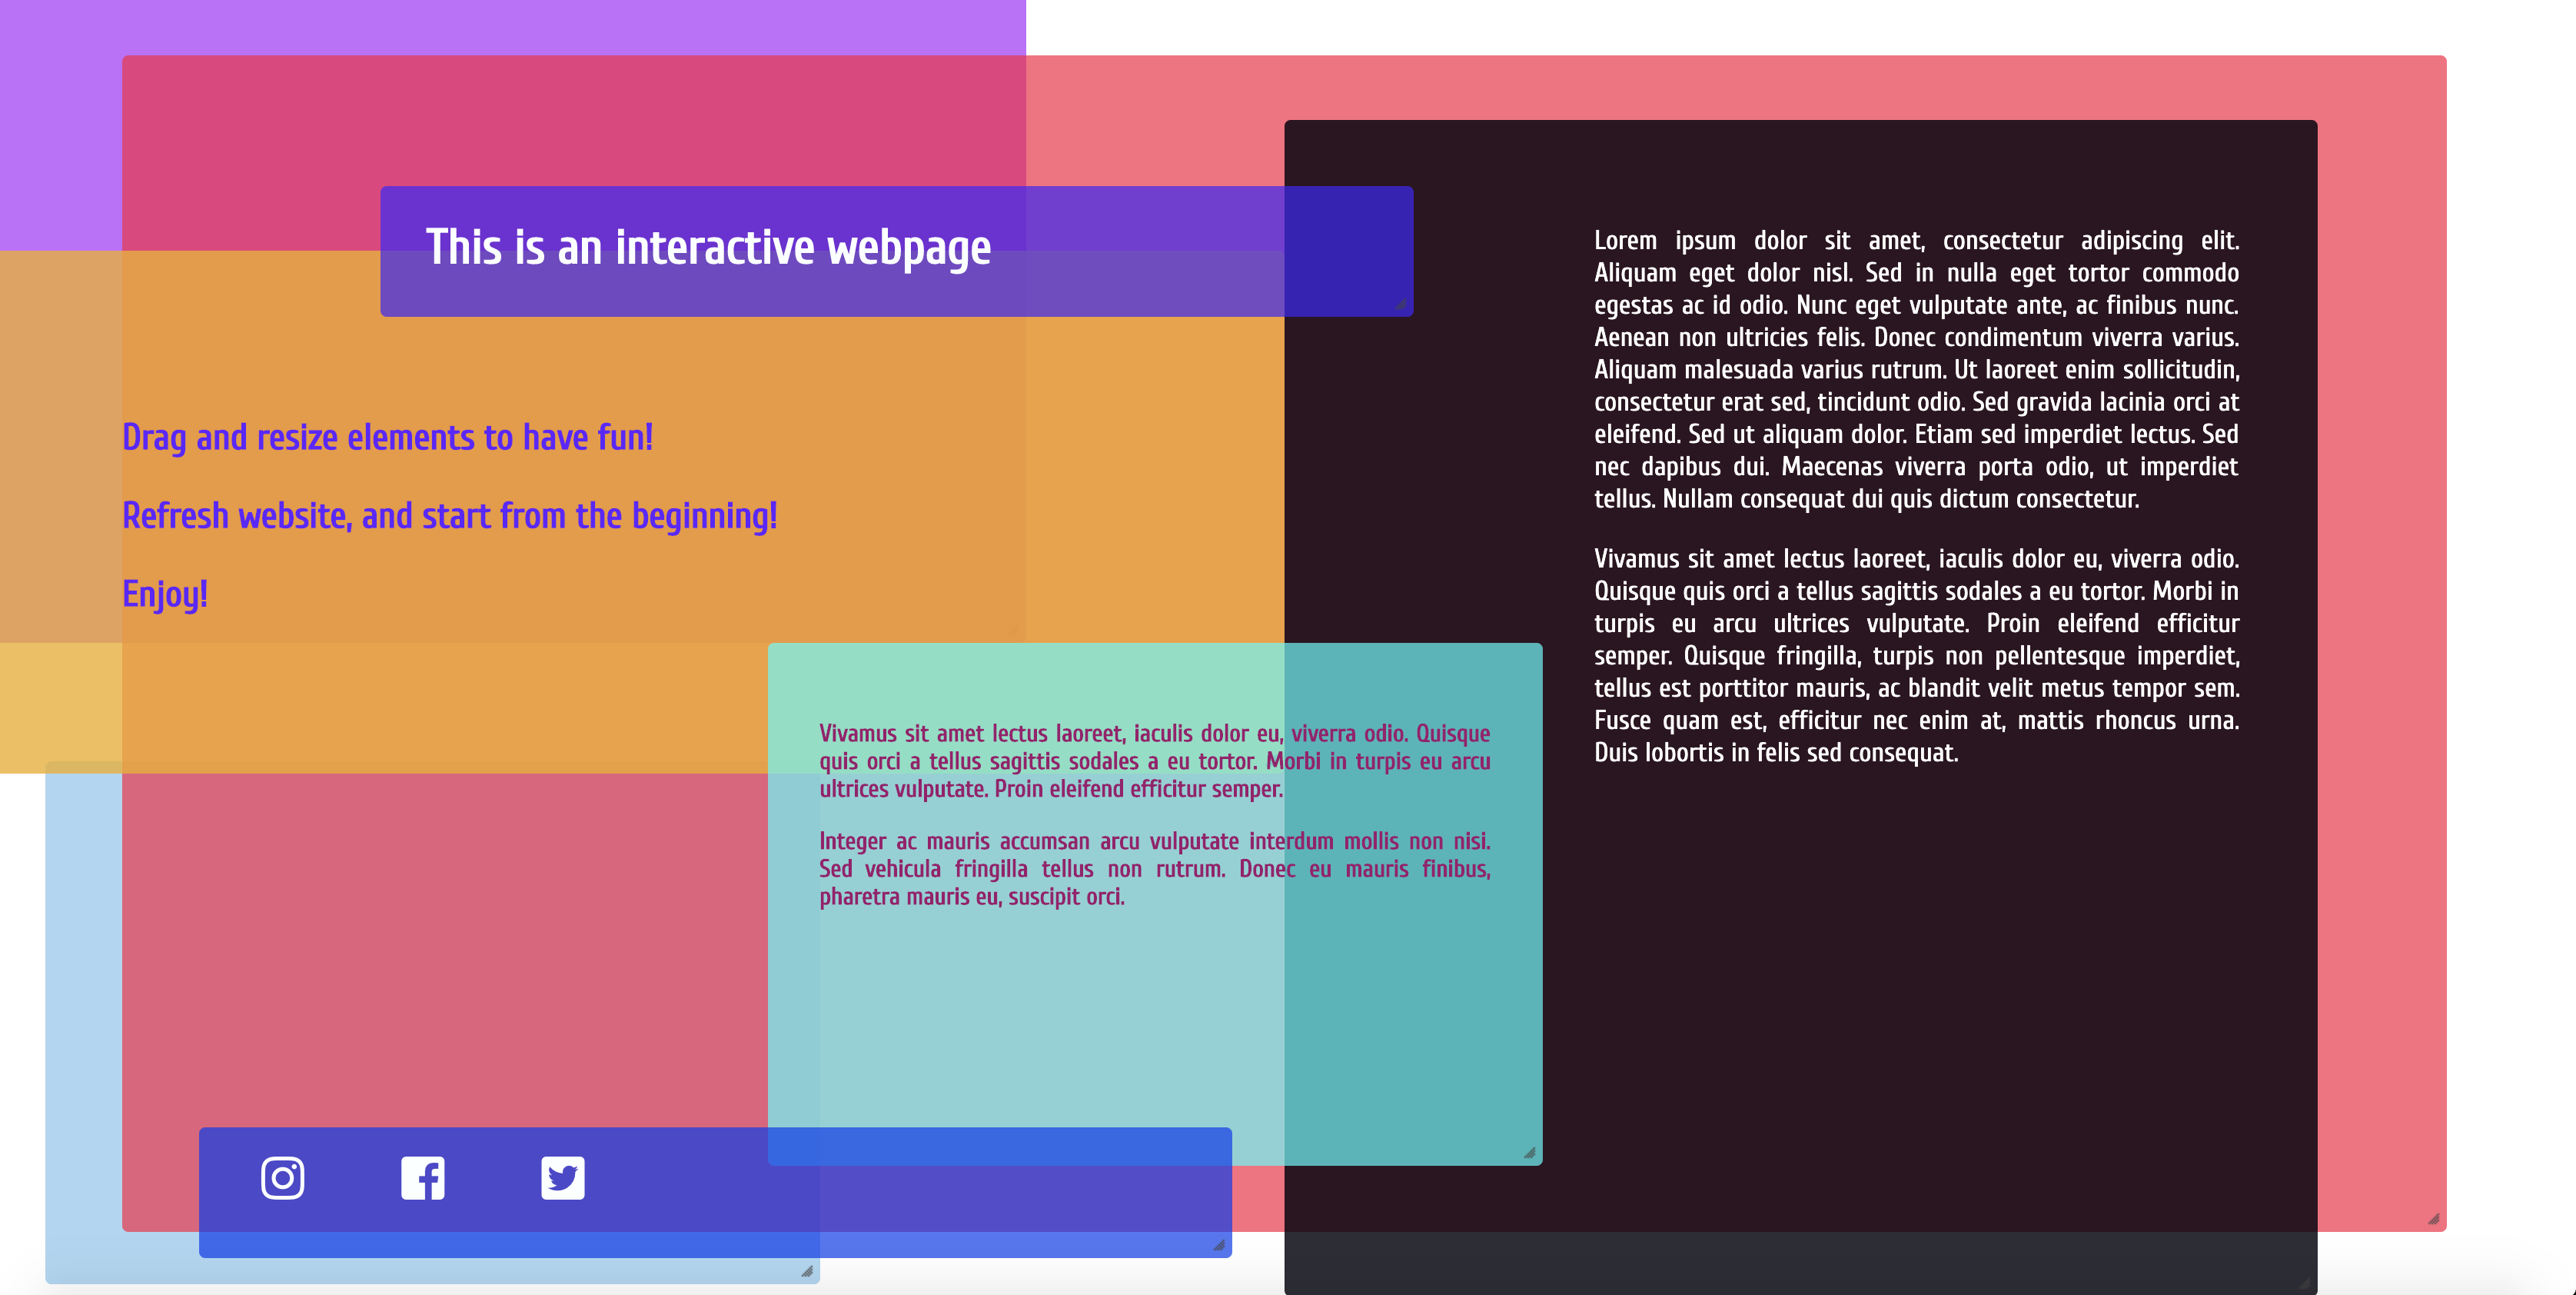 This is an interactive webpage
Drag and resize elements to have fun!
Refresh website, and start from the beginning!
Enjoy!
Lorem ipsum dolor sit amet, consectetur adipiscing elit.
Aliquam eget dolor nisl. Sed in nulla eget tortor commodo
egestas ac id odio. Nunc eget vulputate ante, ac finibus nunc.
Aenean non ultricies felis. Donec condimentum viverra varius.
Aliquam malesuada varius rutrum. Ut laoreet enim sollicitudin,
consectetur erat sed, tincidunt odio. Sed gravida lacinia orci at
eleifend. Sed ut aliquam dolor. Etiam sed imperdiet lectus. Sed
nec dapibus dui. Maecenas viverra porta odio, ut imperdiet
tellus. Nullam consequat dui quis dictum consectetur.
Vivamus sit amet lectus laoreet, iaculis dolor eu, viverra odio.
Quisque quis orci a tellus sagittis sodales a eu tortor. Morbi in
turpis eu arcu ultrices vulputate. Proin eleifend efficitur
semper. Quisque fringilla, turpis non pellentesque imperdiet,
tellus est porttitor mauris, ac blandit velit metus tempor sem.
Fusce quam est, efficitur nec enim at, mattis rhoncus urna.
Duis lobortis in felis sed consequat.
Vivamus sit amet lectus laoreet, iaculis dolor eu, viverra odio. Quisque
quis orci a tellus sagittis sodales a eu tortor. Morbi in turpis eu arcu
ultrices vulputate. Proin eleifend efficitur semper.
Integer ac mauris accumsan arcu vulputate interdum mollis non nisi.
Sed vehicula fringilla tellus non rutrum. Donec eu mauris finibus,
pharetra mauris eu, suscipit orci.